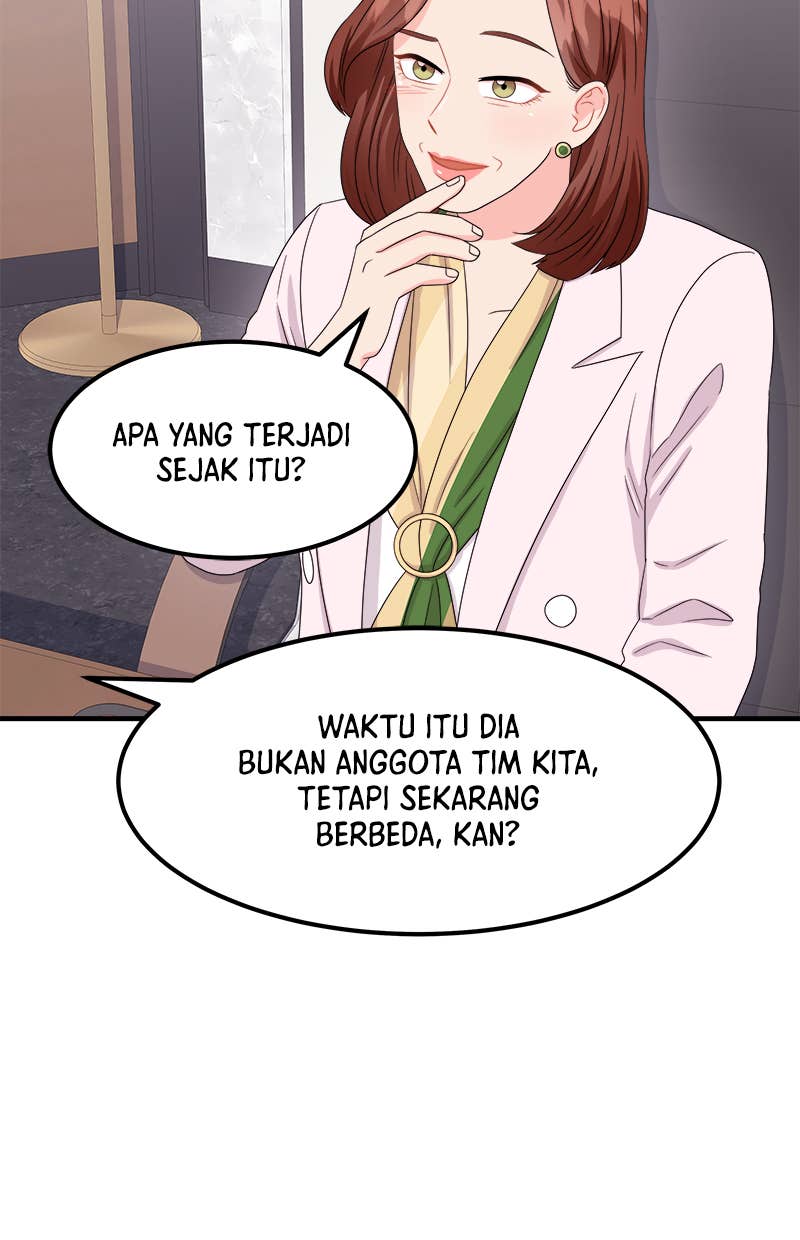 APA YANG TERJADI
SEJAK ITU?
WAKTU ITU DIA
BUKAN ANGGOTA TIM KITA,
TETAPI SEKARANG
BERBEDA, KAN?